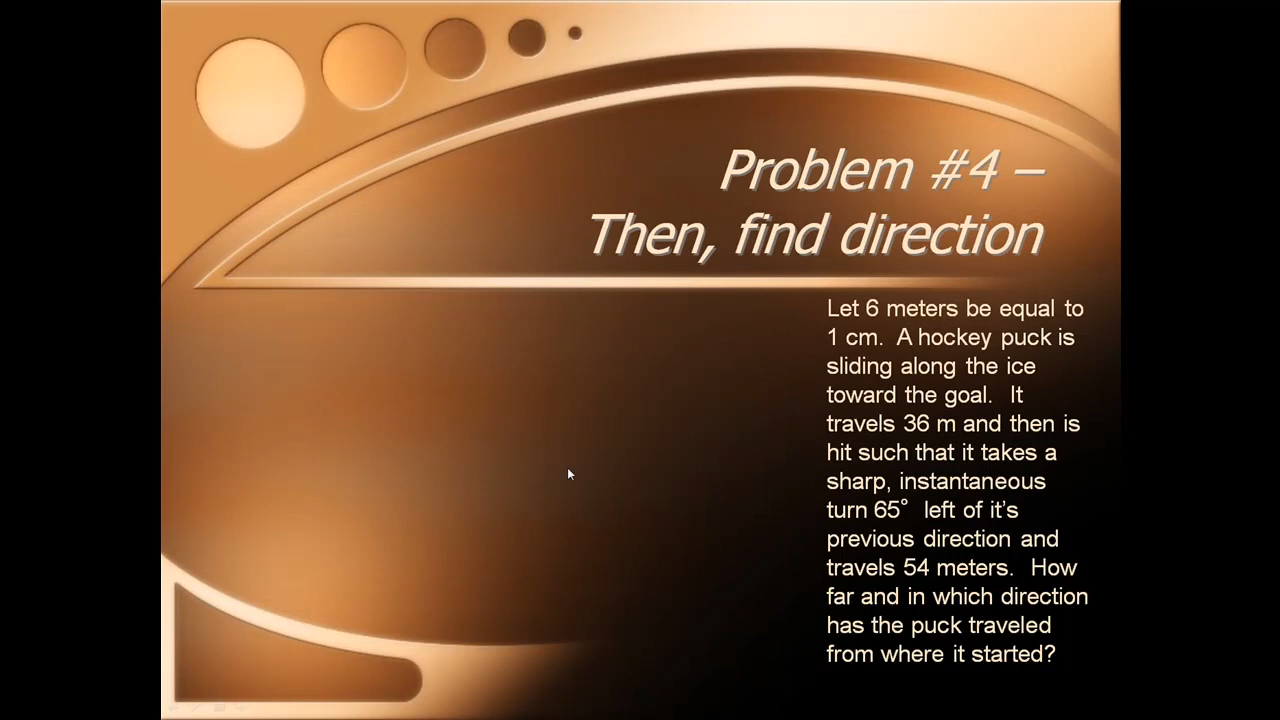 Problem #4 –
Then, find direction
Let 6 meters be equal to
1 cm.  A hockey puck is
sliding along the ice
toward the goal.  It
travels 36 m and then is
hit such that it takes a
sharp, instantaneous
turn 65°  left of it’s
previous direction and
travels 54 meters.  How
far and in which direction
has the puck traveled
from where it started?